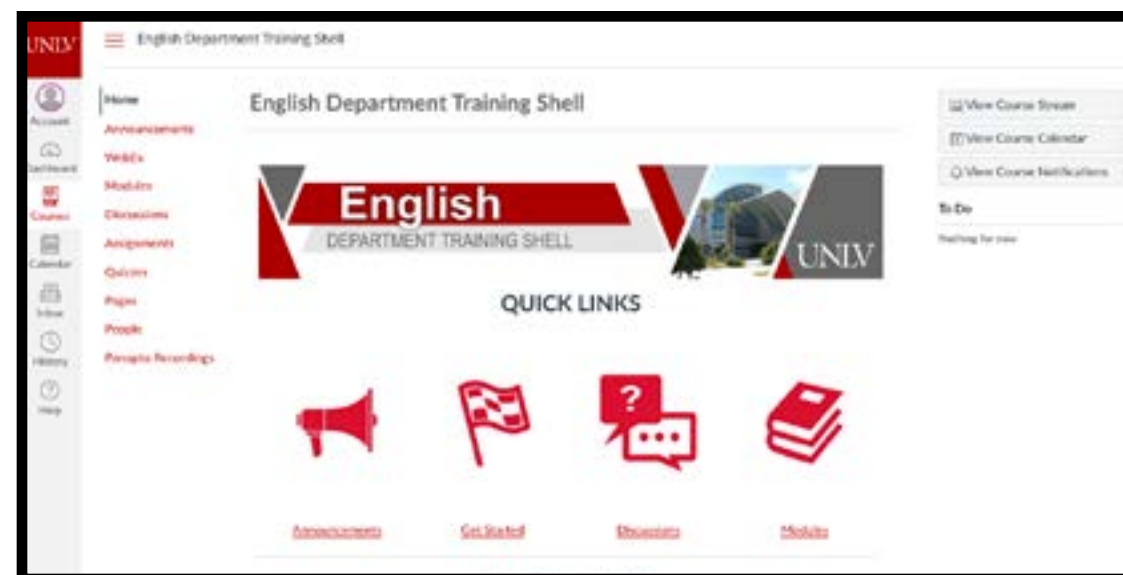 UNLV
English Department Training Shell
Account
Dashboard
Courses
Calendar
Inbox
History
Help
Home
Announcements
WebEx
Modules
Discussions
Assignments
Quizzes
Pages
People
Panopto Recordings
English Department Training Shell
English
DEPARTMENT TRAINING SHELL
UNLV
QUICK LINKS
?
Announcements
Get Started
Discussions
Modules
View Course Stream
View Course Calendar
View Course Notifications
To Do
Nothing for now